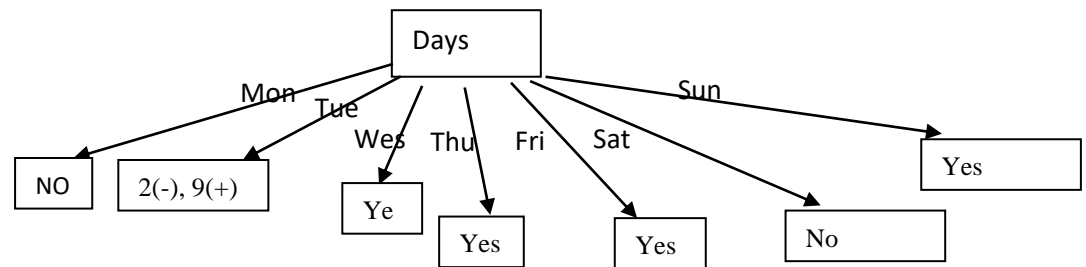 Days
Mon
Tue
Wes
Thu
Fri
Sat
Sun
NO
2(-), 9(+)
Ye
Yes
Yes
No
Yes